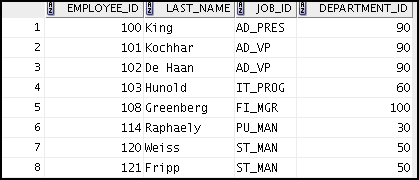 EMPLOYEE_ID LAST_NAME JOB_ID DEPARTMENT_ID
1 100 King AD_PRES 90
2 101 Kochhar AD_VP 90
3 102 De Haan AD_VP 90
4 103 Hunold IT_PROG 60
5 108 Greenberg FI_MGR 100
6 114 Raphaely PU_MAN 30
7 120 Weiss ST_MAN 50
8 121 Fripp ST_MAN 50